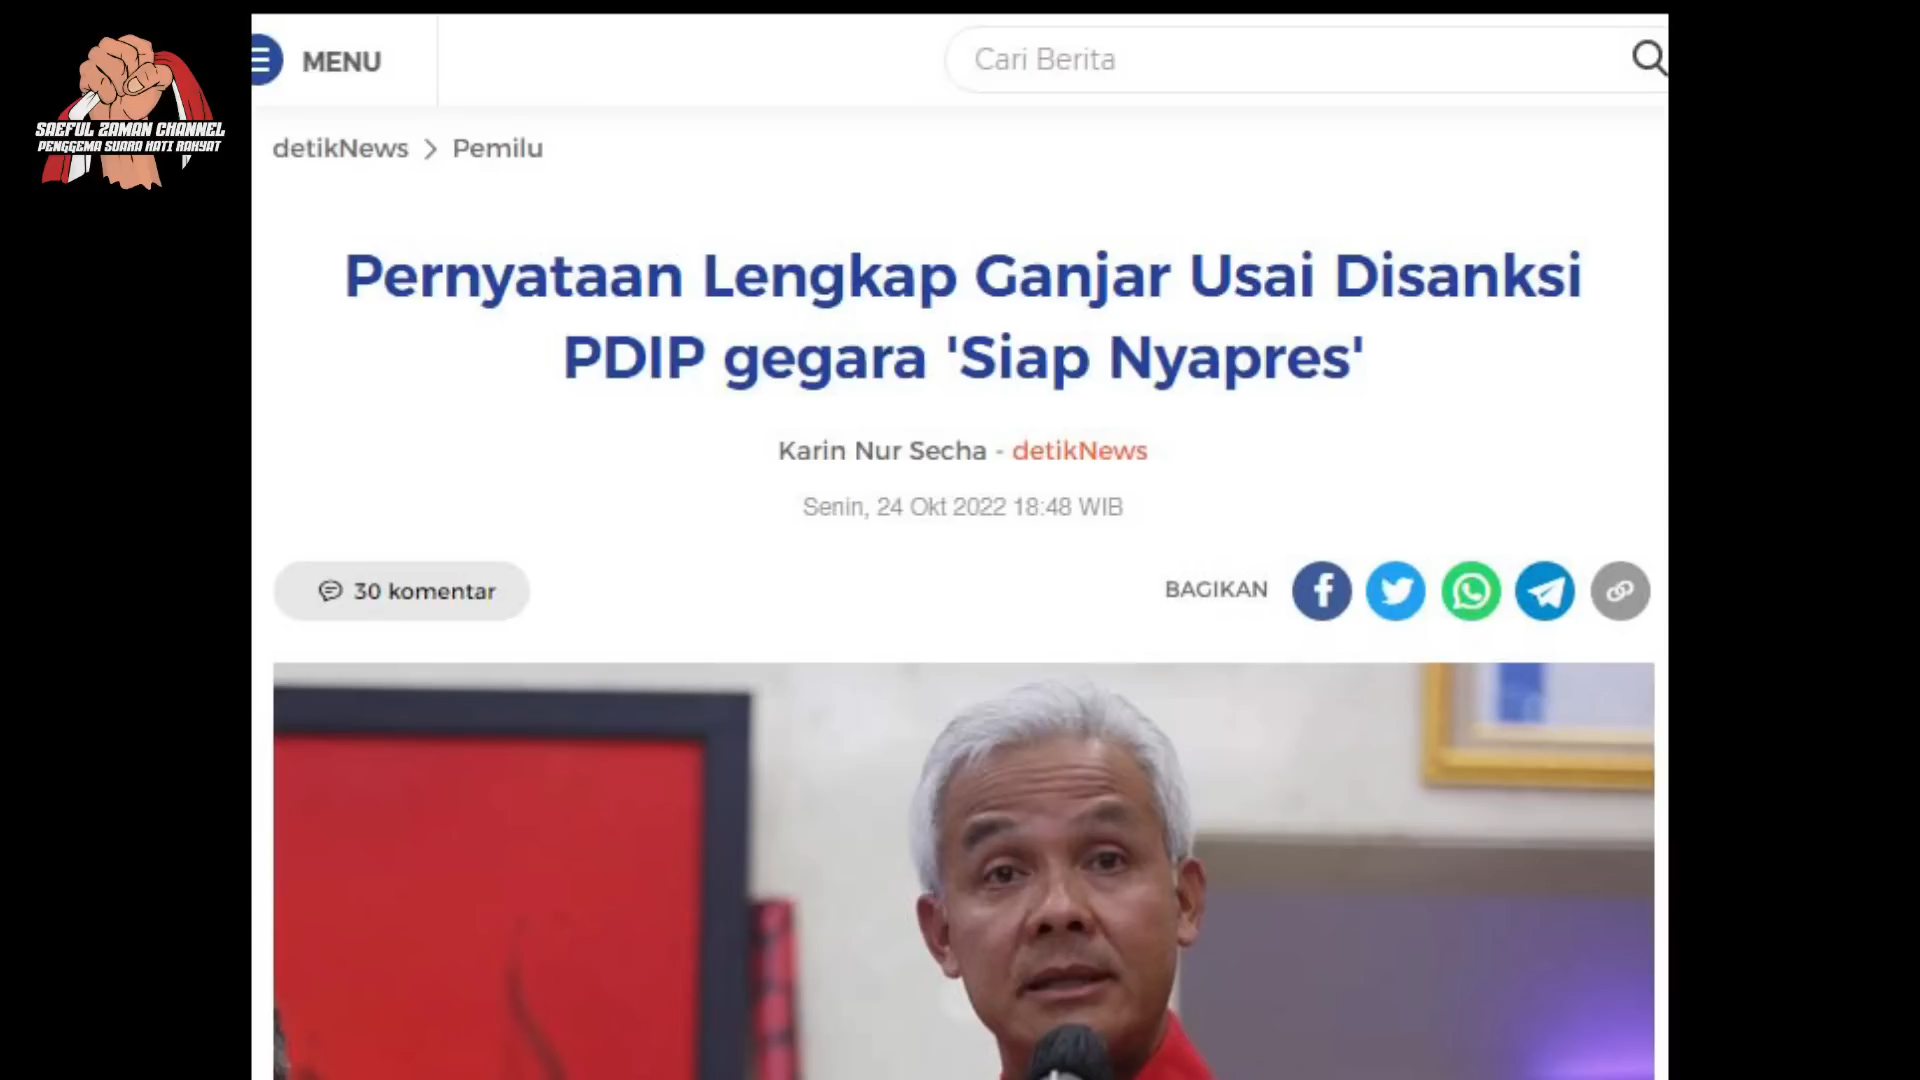 SAEFUL ZAMAN CHANNEL
PENGGEMA SUARA HATI RAKYAT
MENU
Cari Berita
detikNews > Pemilu
Pernyataan Lengkap Ganjar Usai Disanksi
PDIP gegara 'Siap Nyapres'
Karin Nur Secha - detikNews
Senin, 24 Okt 2022 18:48 WIB
30 komentar
BAGIKAN